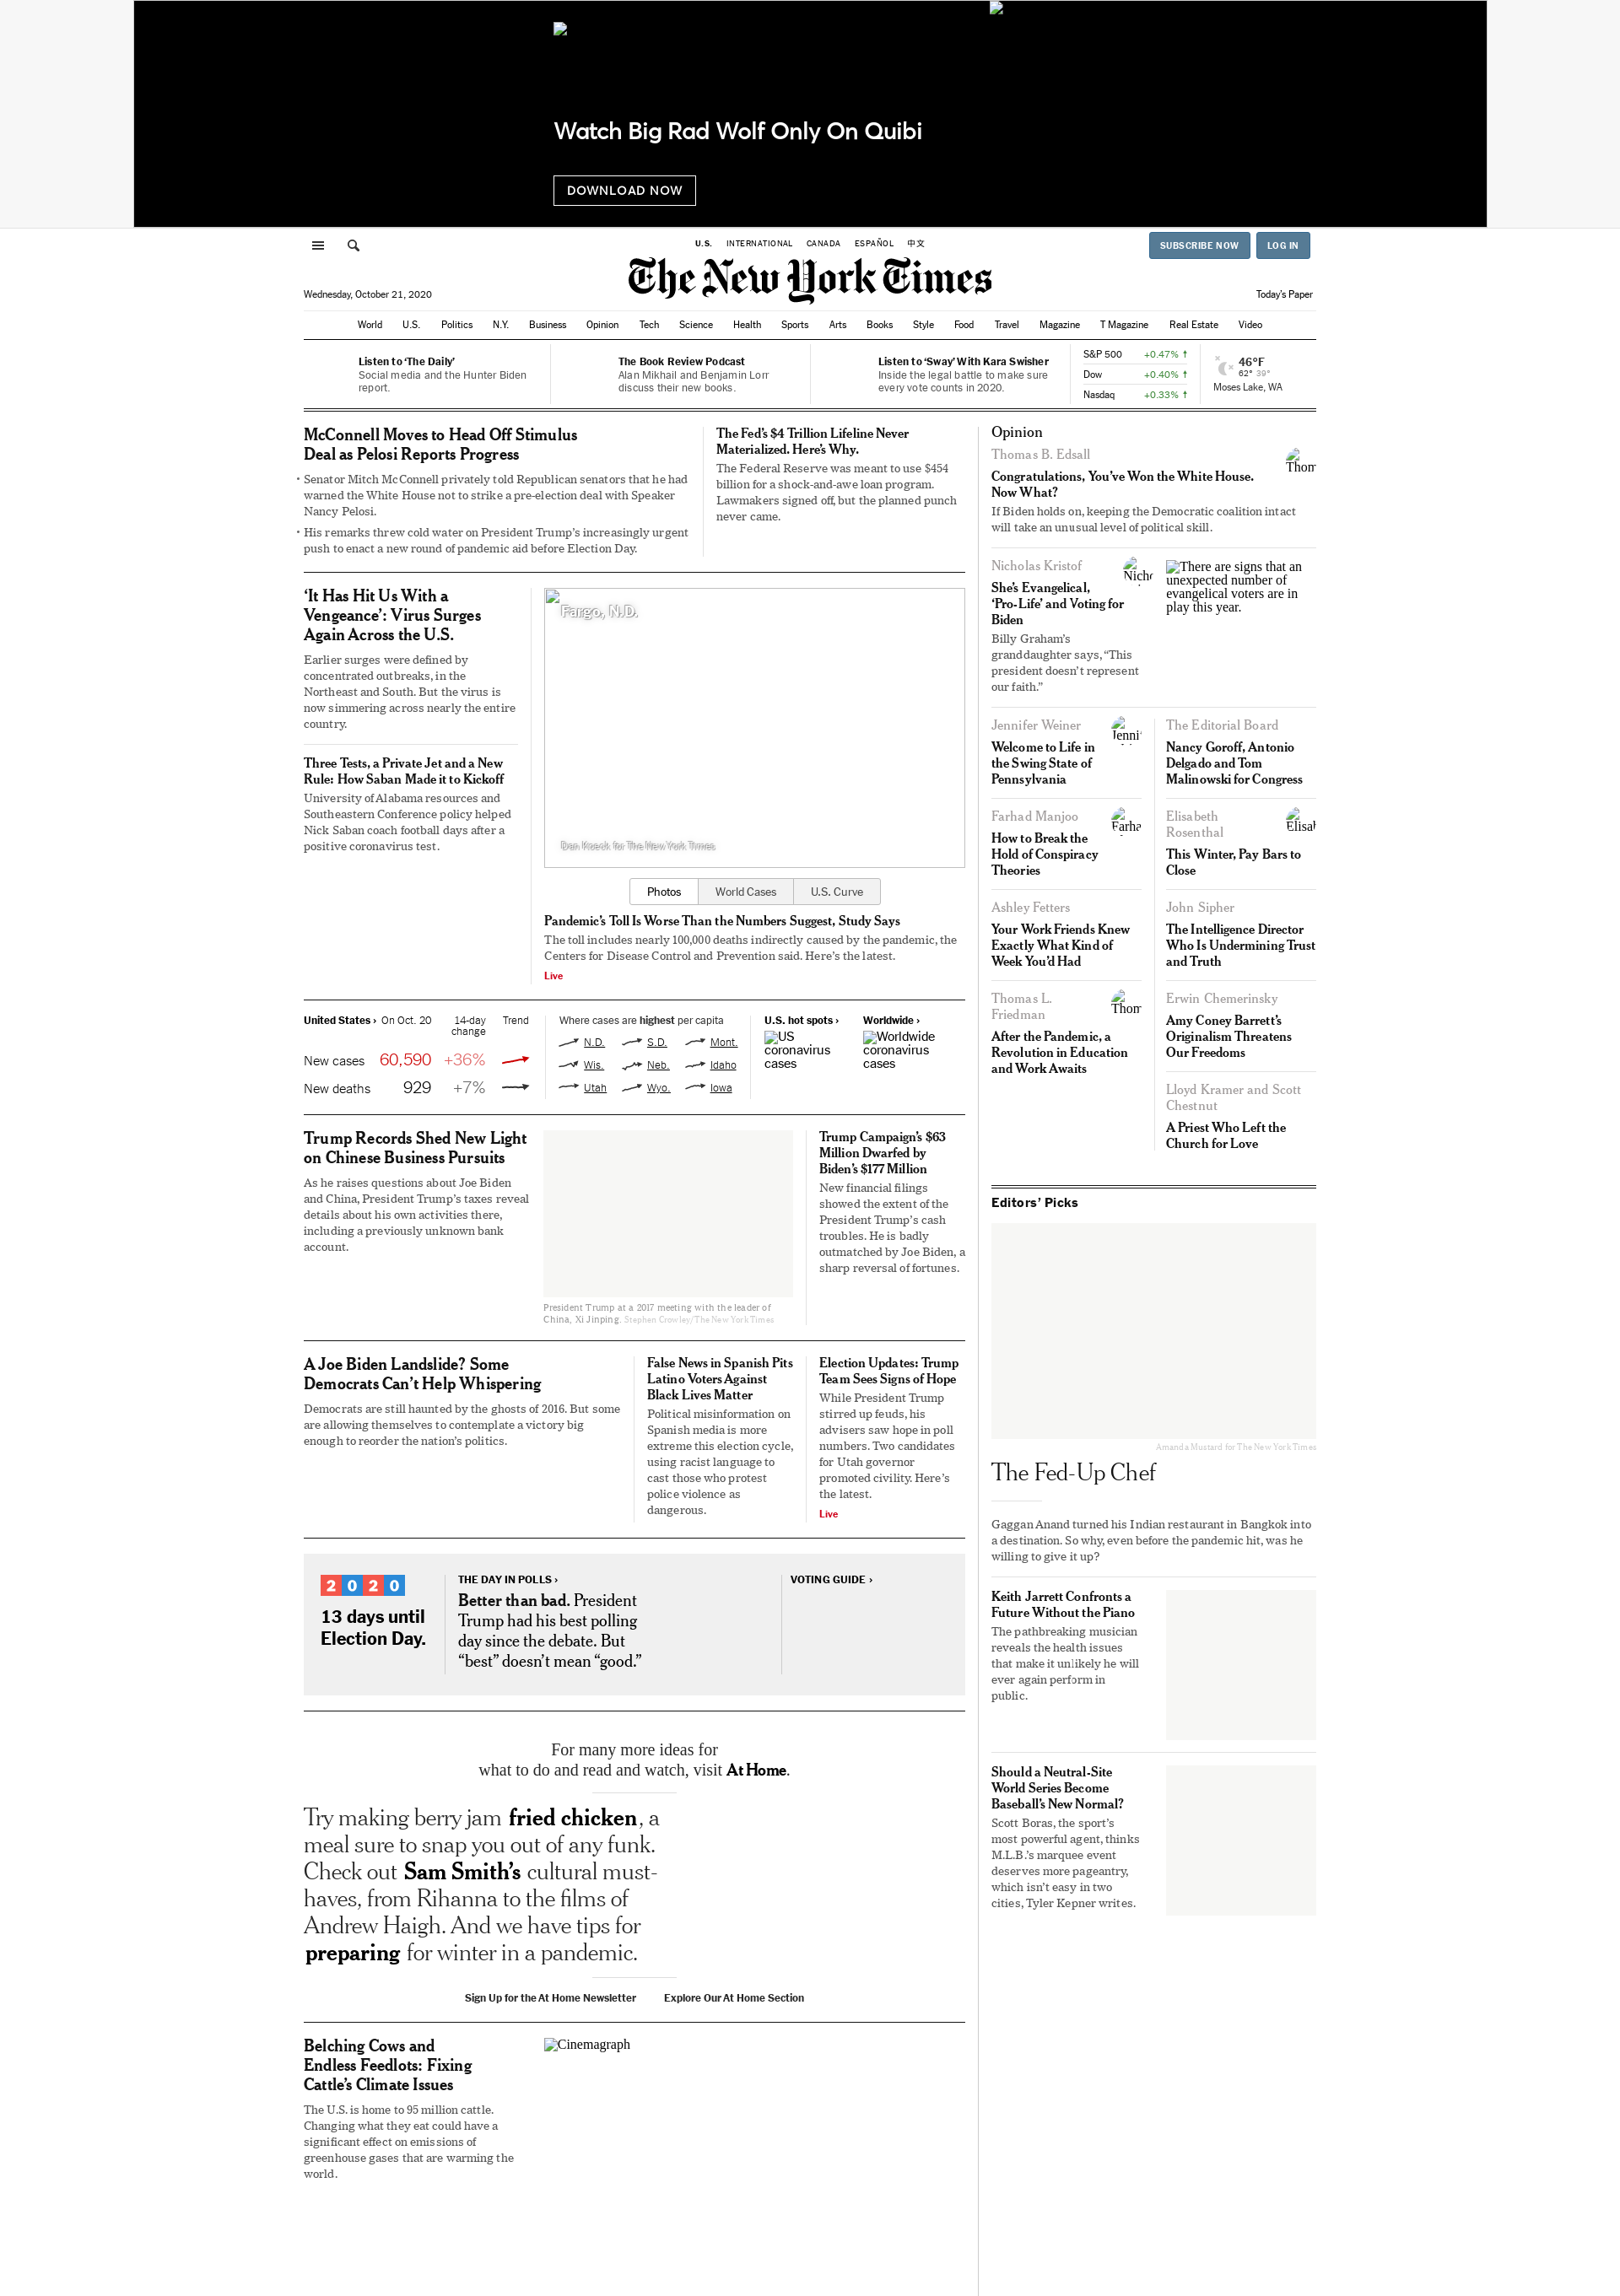 Watch Big Rad Wolf Only On Quibi
DOWNLOAD NOW
U.S. INTERNATIONAL CANADA ESPAÑOL 中文
SUBSCRIBE NOW LOG IN
The New York Times
Wednesday, October 21, 2020
Today's Paper
World U.S. Politics N.Y. Business Opinion Tech Science Health Sports Arts Books Style Food Travel Magazine T Magazine Real Estate Video
Listen to ‘The Daily’
Social media and the Hunter Biden
report.
The Book Review Podcast
Alan Mikhail and Benjamin Lorr
discuss their new books.
Listen to ‘Sway’ With Kara Swisher
Inside the legal battle to make sure
every vote counts in 2020.
S&P 500 +0.47% ↑
Dow +0.40% ↑
Nasdaq +0.33% ↑
46°F
62° 39°
Moses Lake, WA
McConnell Moves to Head Off Stimulus
Deal as Pelosi Reports Progress
• Senator Mitch McConnell privately told Republican senators that he had
warned the White House not to strike a pre-election deal with Speaker
Nancy Pelosi.
• His remarks threw cold water on President Trump’s increasingly urgent
push to enact a new round of pandemic aid before Election Day.
The Fed’s $4 Trillion Lifeline Never
Materialized. Here’s Why.
The Federal Reserve was meant to use $454
billion for a shock-and-awe loan program.
Lawmakers signed off, but the planned punch
never came.
‘It Has Hit Us With a
Vengeance’: Virus Surges
Again Across the U.S.
Earlier surges were defined by
concentrated outbreaks, in the
Northeast and South. But the virus is
now simmering across nearly the entire
country.
Three Tests, a Private Jet and a New
Rule: How Saban Made it to Kickoff
University of Alabama resources and
Southeastern Conference policy helped
Nick Saban coach football days after a
positive coronavirus test.
Fargo, N.D.
Dan Koeck for The New York Times
Photos World Cases U.S. Curve
Pandemic’s Toll Is Worse Than the Numbers Suggest, Study Says
The toll includes nearly 100,000 deaths indirectly caused by the pandemic, the
Centers for Disease Control and Prevention said. Here’s the latest.
Live
United States › On Oct. 20 14-day Trend
change
New cases 60,590 +36%
New deaths 929 +7%
Where cases are highest per capita
N.D. S.D. Mont.
Wis. Neb. Idaho
Utah Wyo. Iowa
U.S. hot spots ›
US
coronavirus
cases
Worldwide ›
Worldwide
coronavirus
cases
Trump Records Shed New Light
on Chinese Business Pursuits
As he raises questions about Joe Biden
and China, President Trump’s taxes reveal
details about his own activities there,
including a previously unknown bank
account.
President Trump at a 2017 meeting with the leader of
China, Xi Jinping. Stephen Crowley/The New York Times
Trump Campaign’s $63
Million Dwarfed by
Biden’s $177 Million
New financial filings
showed the extent of the
President Trump’s cash
troubles. He is badly
outmatched by Joe Biden, a
sharp reversal of fortunes.
A Joe Biden Landslide? Some
Democrats Can’t Help Whispering
Democrats are still haunted by the ghosts of 2016. But some
are allowing themselves to contemplate a victory big
enough to reorder the nation’s politics.
False News in Spanish Pits
Latino Voters Against
Black Lives Matter
Political misinformation on
Spanish media is more
extreme this election cycle,
using racist language to
cast those who protest
police violence as
dangerous.
Election Updates: Trump
Team Sees Signs of Hope
While President Trump
stirred up feuds, his
advisers saw hope in poll
numbers. Two candidates
for Utah governor
promoted civility. Here’s
the latest.
Live
2020
13 days until
Election Day.
THE DAY IN POLLS ›
Better than bad. President
Trump had his best polling
day since the debate. But
“best” doesn’t mean “good.”
VOTING GUIDE ›
For many more ideas for
what to do and read and watch, visit At Home.
Try making berry jam fried chicken, a
meal sure to snap you out of any funk.
Check out Sam Smith’s cultural must-
haves, from Rihanna to the films of
Andrew Haigh. And we have tips for
preparing for winter in a pandemic.
Sign Up for the At Home Newsletter Explore Our At Home Section
Belching Cows and
Endless Feedlots: Fixing
Cattle’s Climate Issues
The U.S. is home to 95 million cattle.
Changing what they eat could have a
significant effect on emissions of
greenhouse gases that are warming the
world.
Cinemagraph
Opinion
Thomas B. Edsall
Thom
Congratulations, You’ve Won the White House.
Now What?
If Biden holds on, keeping the Democratic coalition intact
will take an unusual level of political skill.
Nicholas Kristof
Nicho
She’s Evangelical,
‘Pro-Life’ and Voting for
Biden
Billy Graham’s
granddaughter says, “This
president doesn’t represent
our faith.”
There are signs that an
unexpected number of
evangelical voters are in
play this year.
Jennifer Weiner
Jenni
Welcome to Life in
the Swing State of
Pennsylvania
The Editorial Board
Nancy Goroff, Antonio
Delgado and Tom
Malinowski for Congress
Farhad Manjoo
Farha
How to Break the
Hold of Conspiracy
Theories
Elisabeth
Rosenthal
Elisab
This Winter, Pay Bars to
Close
Ashley Fetters
Your Work Friends Knew
Exactly What Kind of
Week You’d Had
John Sipher
The Intelligence Director
Who Is Undermining Trust
and Truth
Thomas L.
Friedman
Thom
After the Pandemic, a
Revolution in Education
and Work Awaits
Erwin Chemerinsky
Amy Coney Barrett’s
Originalism Threatens
Our Freedoms
Lloyd Kramer and Scott
Chestnut
A Priest Who Left the
Church for Love
Editors’ Picks
Amanda Mustard for The New York Times
The Fed-Up Chef
Gaggan Anand turned his Indian restaurant in Bangkok into
a destination. So why, even before the pandemic hit, was he
willing to give it up?
Keith Jarrett Confronts a
Future Without the Piano
The pathbreaking musician
reveals the health issues
that make it unlikely he will
ever again perform in
public.
Should a Neutral-Site
World Series Become
Baseball’s New Normal?
Scott Boras, the sport’s
most powerful agent, thinks
M.L.B.’s marquee event
deserves more pageantry,
which isn’t easy in two
cities, Tyler Kepner writes.